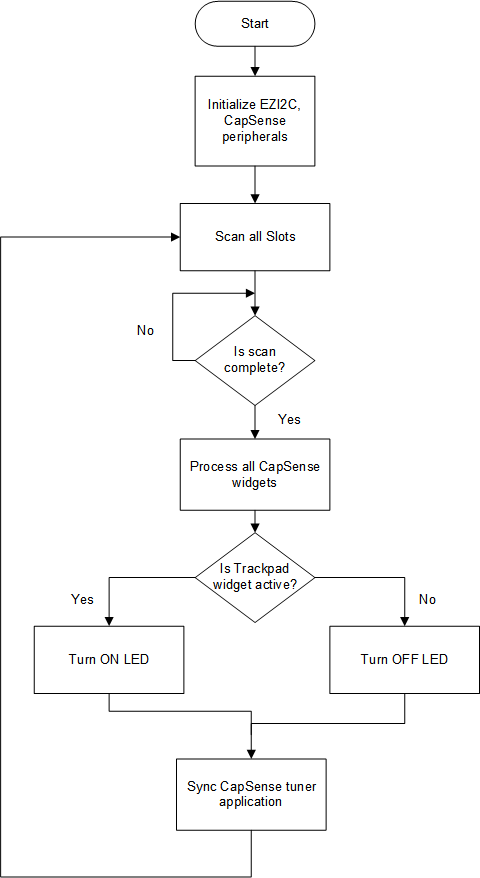 Start
Initialize EZI2C,
CapSense
peripherals
Scan all Slots
No
Is scan
complete?
Yes
Process all CapSense
widgets
Is Trackpad
widget active?
Yes
No
Turn ON LED
Turn OFF LED
Sync CapSense tuner
application